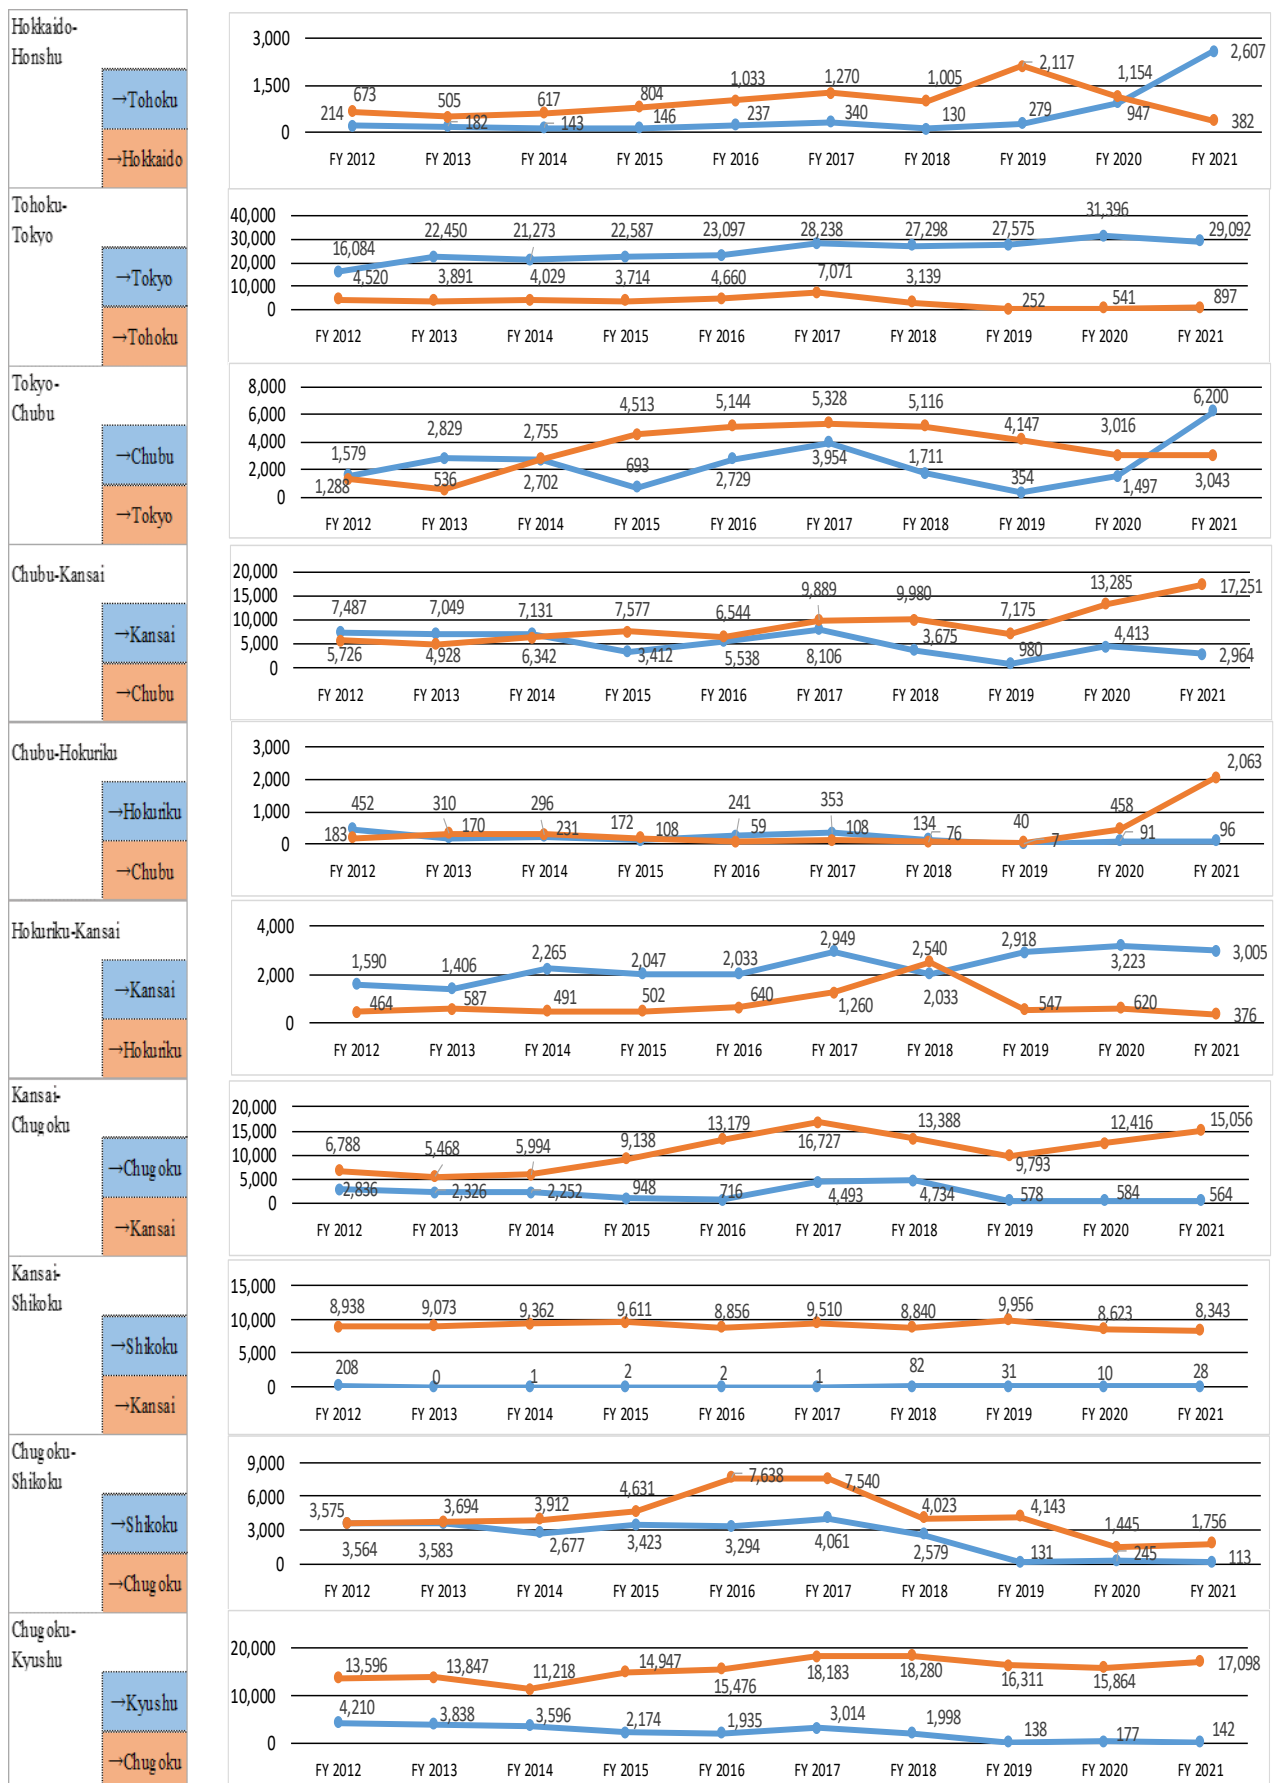 Hokkaido-
Honshu
→Tohoku
→Hokkaido
3,000
1,500
0
673 505 617 804 1,033 1,270 1,005 2,117 1,154 2,607
214 182 143 146 237 340 130 279 947 382
FY 2012 FY 2013 FY 2014 FY 2015 FY 2016 FY 2017 FY 2018 FY 2019 FY 2020 FY 2021
Tohoku-
Tokyo
→Tokyo
→Tohoku
40,000
30,000
20,000
10,000
0
16,084 22,450 21,273 22,587 23,097 28,238 27,298 27,575 31,396 29,092
4,520 3,891 4,029 3,714 4,660 7,071 3,139 252 541 897
FY 2012 FY 2013 FY 2014 FY 2015 FY 2016 FY 2017 FY 2018 FY 2019 FY 2020 FY 2021
Tokyo-
Chubu
→Chubu
→Tokyo
8,000
6,000
4,000
2,000
0
1,579 2,829 2,755 4,513 5,144 5,328 5,116 4,147 3,016 6,200
1,288 536 2,702 693 2,729 3,954 1,711 354 1,497 3,043
FY 2012 FY 2013 FY 2014 FY 2015 FY 2016 FY 2017 FY 2018 FY 2019 FY 2020 FY 2021
Chubu-Kansai
→Kansai
→Chubu
20,000
15,000
10,000
5,000
0
7,487 7,049 7,131 7,577 6,544 9,889 9,980 7,175 13,285 17,251
5,726 4,928 6,342 3,412 5,538 8,106 3,675 980 4,413 2,964
FY 2012 FY 2013 FY 2014 FY 2015 FY 2016 FY 2017 FY 2018 FY 2019 FY 2020 FY 2021
Chubu-Hokuriku
→Hokuriku
→Chubu
3,000
2,000
1,000
0
452 310 296 172 241 353 134 40 458 2,063
183 170 231 108 59 108 76 7 91 96
FY 2012 FY 2013 FY 2014 FY 2015 FY 2016 FY 2017 FY 2018 FY 2019 FY 2020 FY 2021
Hokuriku-Kansai
→Kansai
→Hokuriku
4,000
2,000
0
1,590 1,406 2,265 2,047 2,033 2,949 2,540 2,918 3,223 3,005
464 587 491 502 640 1,260 2,033 547 620 376
FY 2012 FY 2013 FY 2014 FY 2015 FY 2016 FY 2017 FY 2018 FY 2019 FY 2020 FY 2021
Kansai-
Chugoku
→Chugoku
→Kansai
20,000
15,000
10,000
5,000
0
6,788 5,468 5,994 9,138 13,179 16,727 13,388 9,793 12,416 15,056
2,836 2,326 2,252 948 716 4,493 4,734 578 584 564
FY 2012 FY 2013 FY 2014 FY 2015 FY 2016 FY 2017 FY 2018 FY 2019 FY 2020 FY 2021
Kansai-
Shikoku
→Shikoku
→Kansai
15,000
10,000
5,000
0
8,938 9,073 9,362 9,611 8,856 9,510 8,840 9,956 8,623 8,343
208 0 1 2 2 1 82 31 10 28
FY 2012 FY 2013 FY 2014 FY 2015 FY 2016 FY 2017 FY 2018 FY 2019 FY 2020 FY 2021
Chugoku-
Shikoku
→Shikoku
→Chugoku
9,000
6,000
3,000
0
3,575 3,694 3,912 4,631 7,638 7,540 4,023 4,143 1,445 1,756
3,564 3,583 2,677 3,423 3,294 4,061 2,579 131 245 113
FY 2012 FY 2013 FY 2014 FY 2015 FY 2016 FY 2017 FY 2018 FY 2019 FY 2020 FY 2021
Chugoku-
Kyushu
→Kyushu
→Chugoku
20,000
10,000
0
13,596 13,847 11,218 14,947 15,476 18,183 18,280 16,311 15,864 17,098
4,210 3,838 3,596 2,174 1,935 3,014 1,998 138 177 142
FY 2012 FY 2013 FY 2014 FY 2015 FY 2016 FY 2017 FY 2018 FY 2019 FY 2020 FY 2021